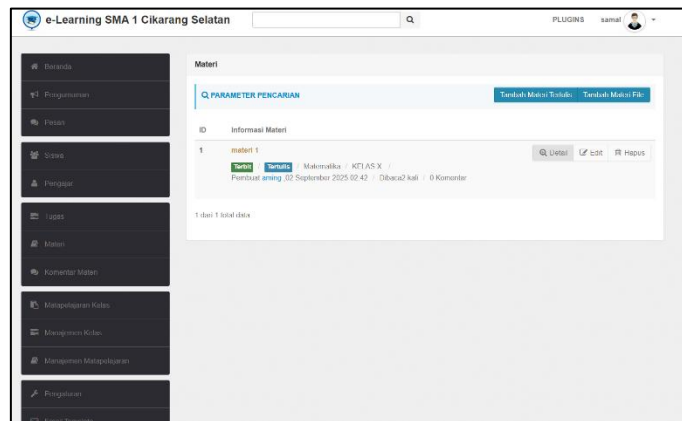 e-Learning SMA 1 Cikarang Selatan
PLUGINS samal
Beranda
Pengumuman
Pesan
Siswa
Pengajar
Tugas
Materi
Komentar Materi
Matapelajaran Kelas
Manajemen Kelas
Manajemen Matapelajaran
Pengaturan
Materi
PARAMETER PENCARIAN
Tambah Materi Tertulis Tambah Materi File
ID Informasi Materi
1 materi 1
Detail Edit Hapus
Terbit / Tertulis / Matematika / KELAS X /
Pembuat aming ,02 September 2025 02:42 / Dibaca2 kali / 0 Komentar
1 dari 1 total data